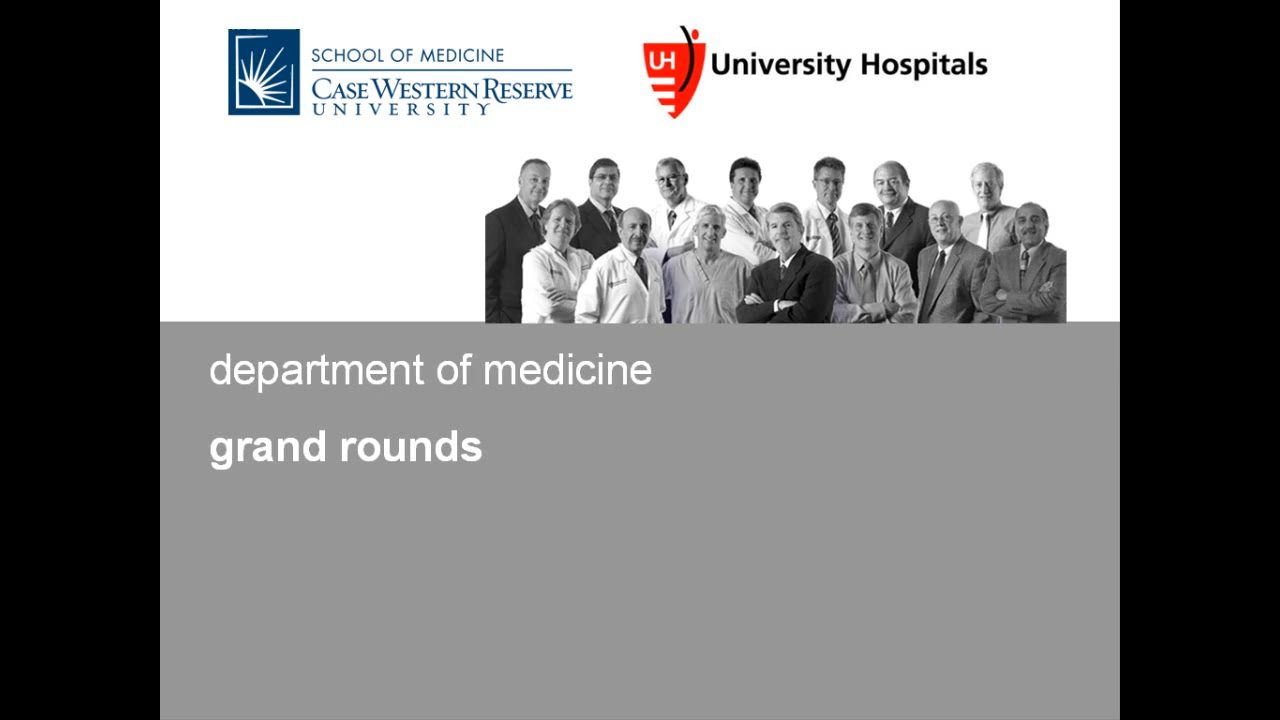 SCHOOL OF MEDICINE
CASE WESTERN RESERVE
UNIVERSITY
UH University Hospitals
department of medicine
grand rounds